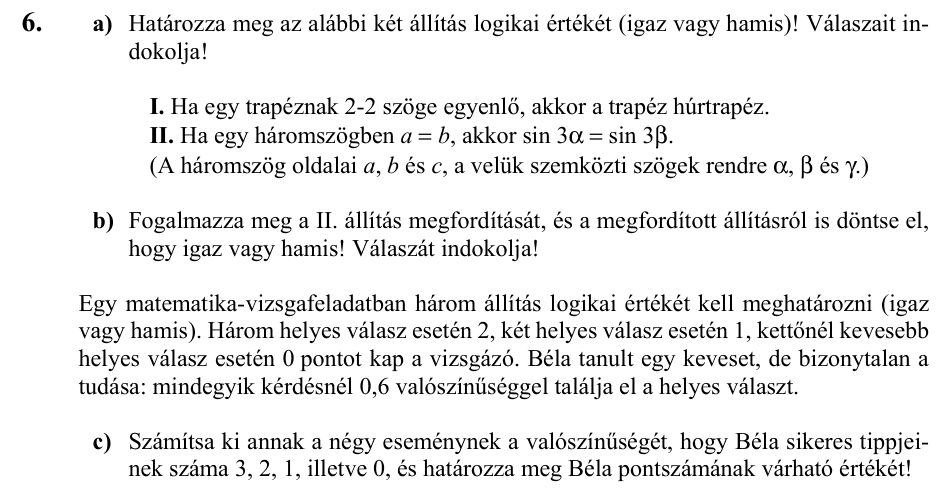 6. a) Határozza meg az alábbi két állítás logikai értékét (igaz vagy hamis)! Válaszait in-
dokolja!
I. Ha egy trapéznak 2-2 szöge egyenlő, akkor a trapéz húrtrapéz.
II. Ha egy háromszögben a = b, akkor sin 3α = sin 3β.
(A háromszög oldalai a, b és c, a velük szemközti szögek rendre α, β és γ.)
b) Fogalmazza meg a II. állítás megfordítását, és a megfordított állításról is döntse el,
hogy igaz vagy hamis! Válaszát indokolja!
Egy matematika-vizsgafeladatban három állítás logikai értékét kell meghatározni (igaz
vagy hamis). Három helyes válasz esetén 2, két helyes válasz esetén 1, kettőnél kevesebb
helyes válasz esetén 0 pontot kap a vizsgázó. Béla tanult egy keveset, de bizonytalan a
tudása: mindegyik kérdésnél 0,6 valószínűséggel találja el a helyes választ.
c) Számítsa ki annak a négy eseménynek a valószínűségét, hogy Béla sikeres tippjei-
nek száma 3, 2, 1, illetve 0, és határozza meg Béla pontszámának várható értékét!